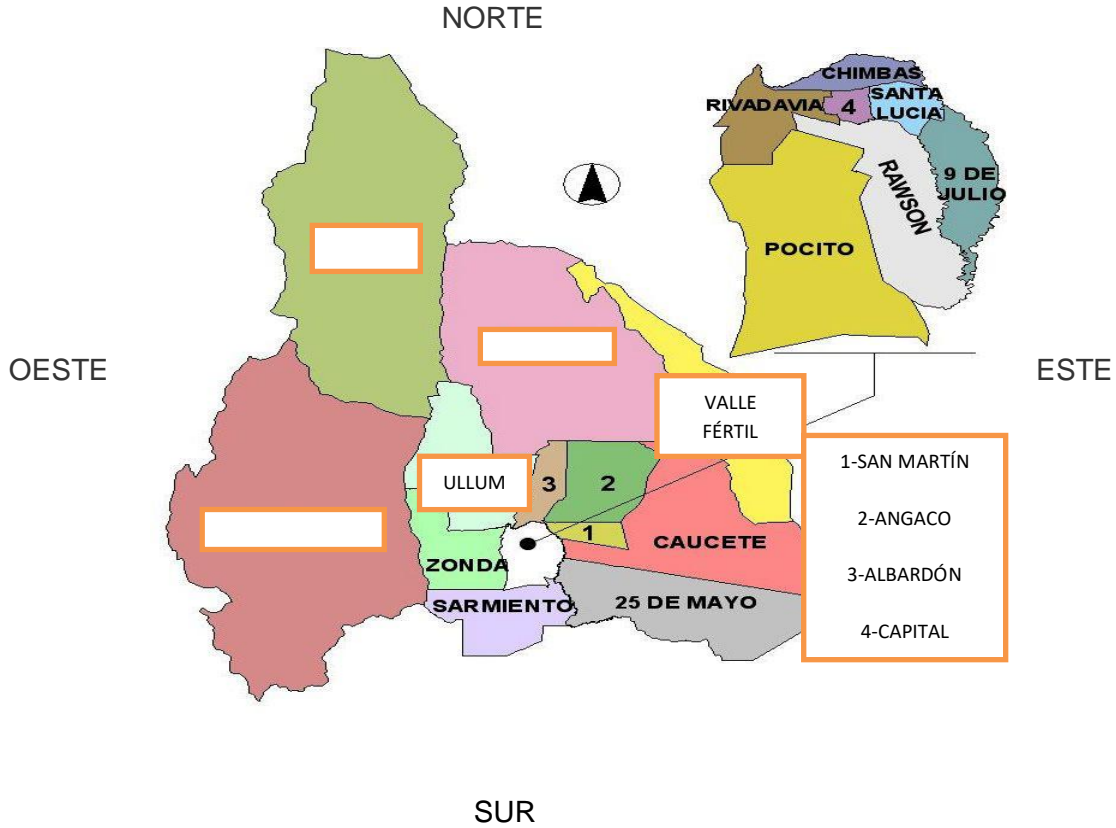 NORTE
CHIMBAS
RIVADAVIA
4
SANTA
LUCIA
9 DE
JULIO
RAWSON
POCITO
OESTE
ESTE
VALLE
FÉRTIL
ULLUM
3
2
1
ZONDA
CAUCETE
SARMIENTO
25 DE MAYO
1-SAN MARTÍN
2-ANGACO
3-ALBARDÓN
4-CAPITAL
SUR